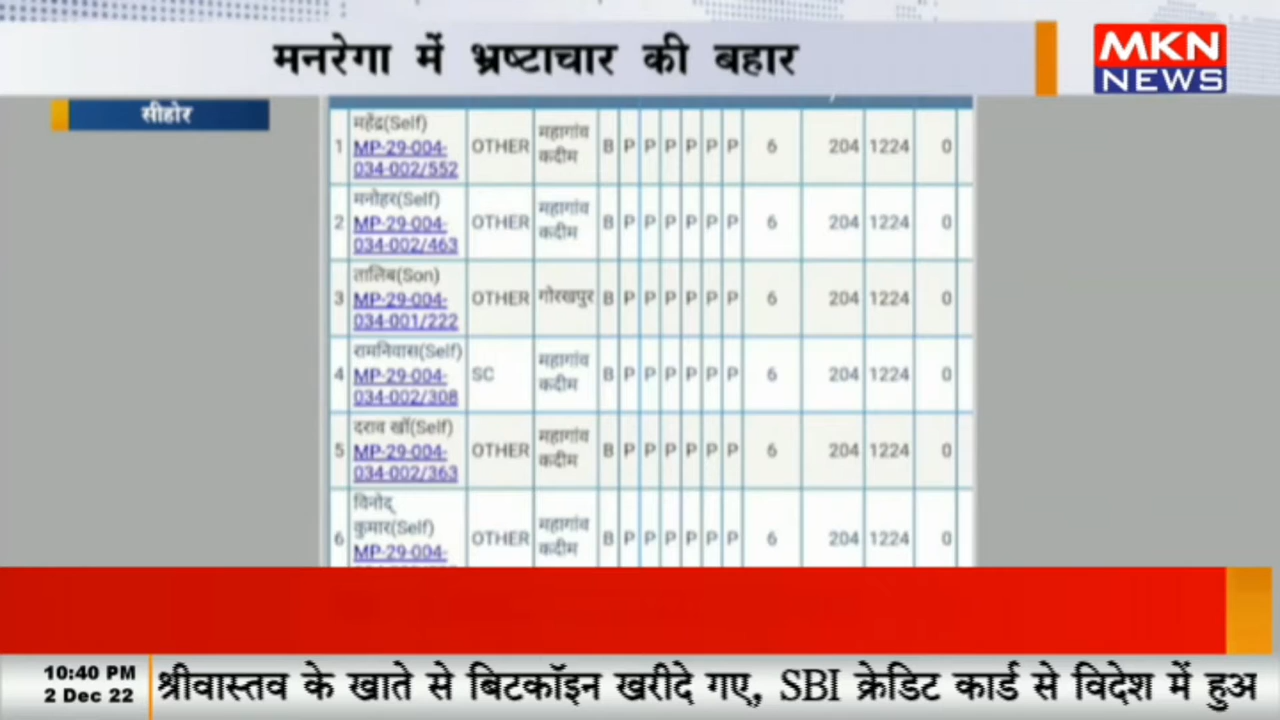 मनरेगा में भ्रष्टाचार की बहार
MKN
NEWS
सीहोर
1 महेंद्र(Self) MP-29-004-034-002/552 OTHER महागांव कदीम B P P P P P P 6 204 1224 0
2 मनोहर(Self) MP-29-004-034-002/463 OTHER महागांव कदीम B P P P P P P 6 204 1224 0
3 तालिब(Son) MP-29-004-034-001/222 OTHER गोरखपुर B P P P P P P 6 204 1224 0
4 रामनिवास(Self) MP-29-004-034-002/308 SC महागांव कदीम B P P P P P P 6 204 1224 0
5 दराव खाँ(Self) MP-29-004-034-002/363 OTHER महागांव कदीम B P P P P P P 6 204 1224 0
6 विनोद् कुमार(Self) MP-29-004- OTHER महागांव कदीम B P P P P P P 6 204 1224 0
10:40 PM
2 Dec 22
श्रीवास्तव के खाते से बिटकॉइन खरीदे गए, SBI क्रेडिट कार्ड से विदेश में हुअ